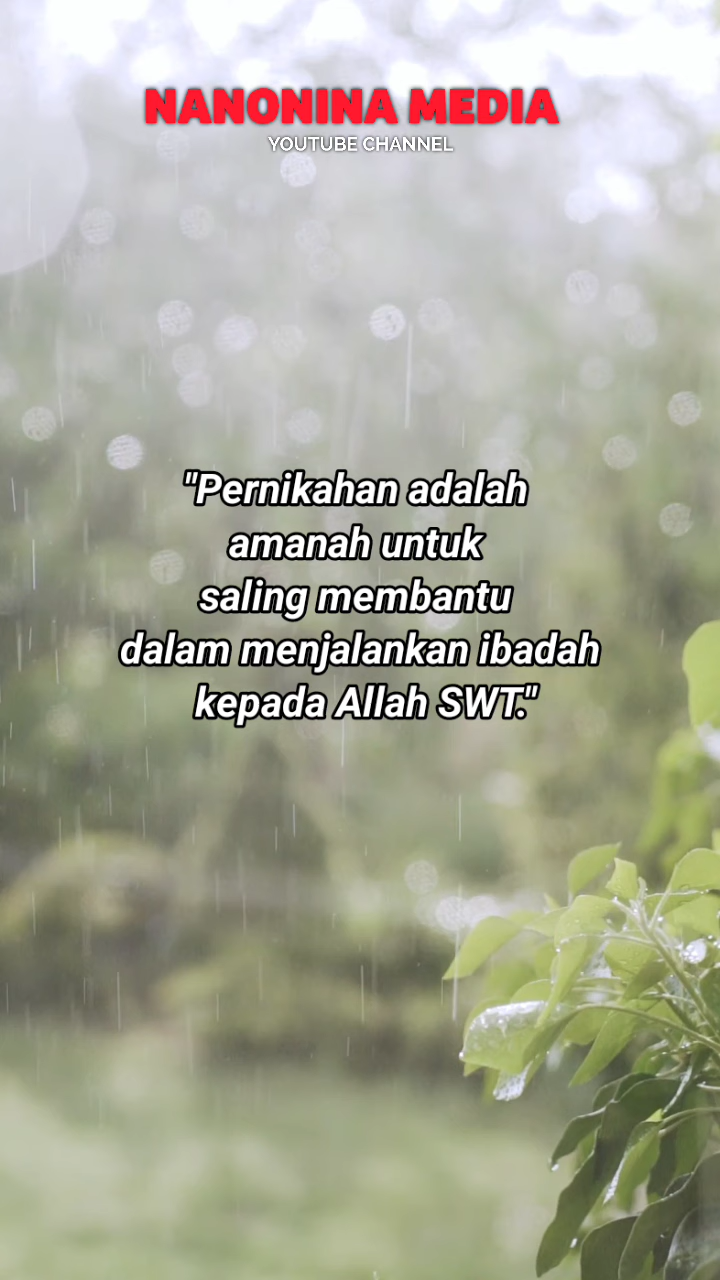 NANONINA MEDIA
YOUTUBE CHANNEL
"Pernikahan adalah
amanah untuk
saling membantu
dalam menjalankan ibadah
kepada Allah SWT."